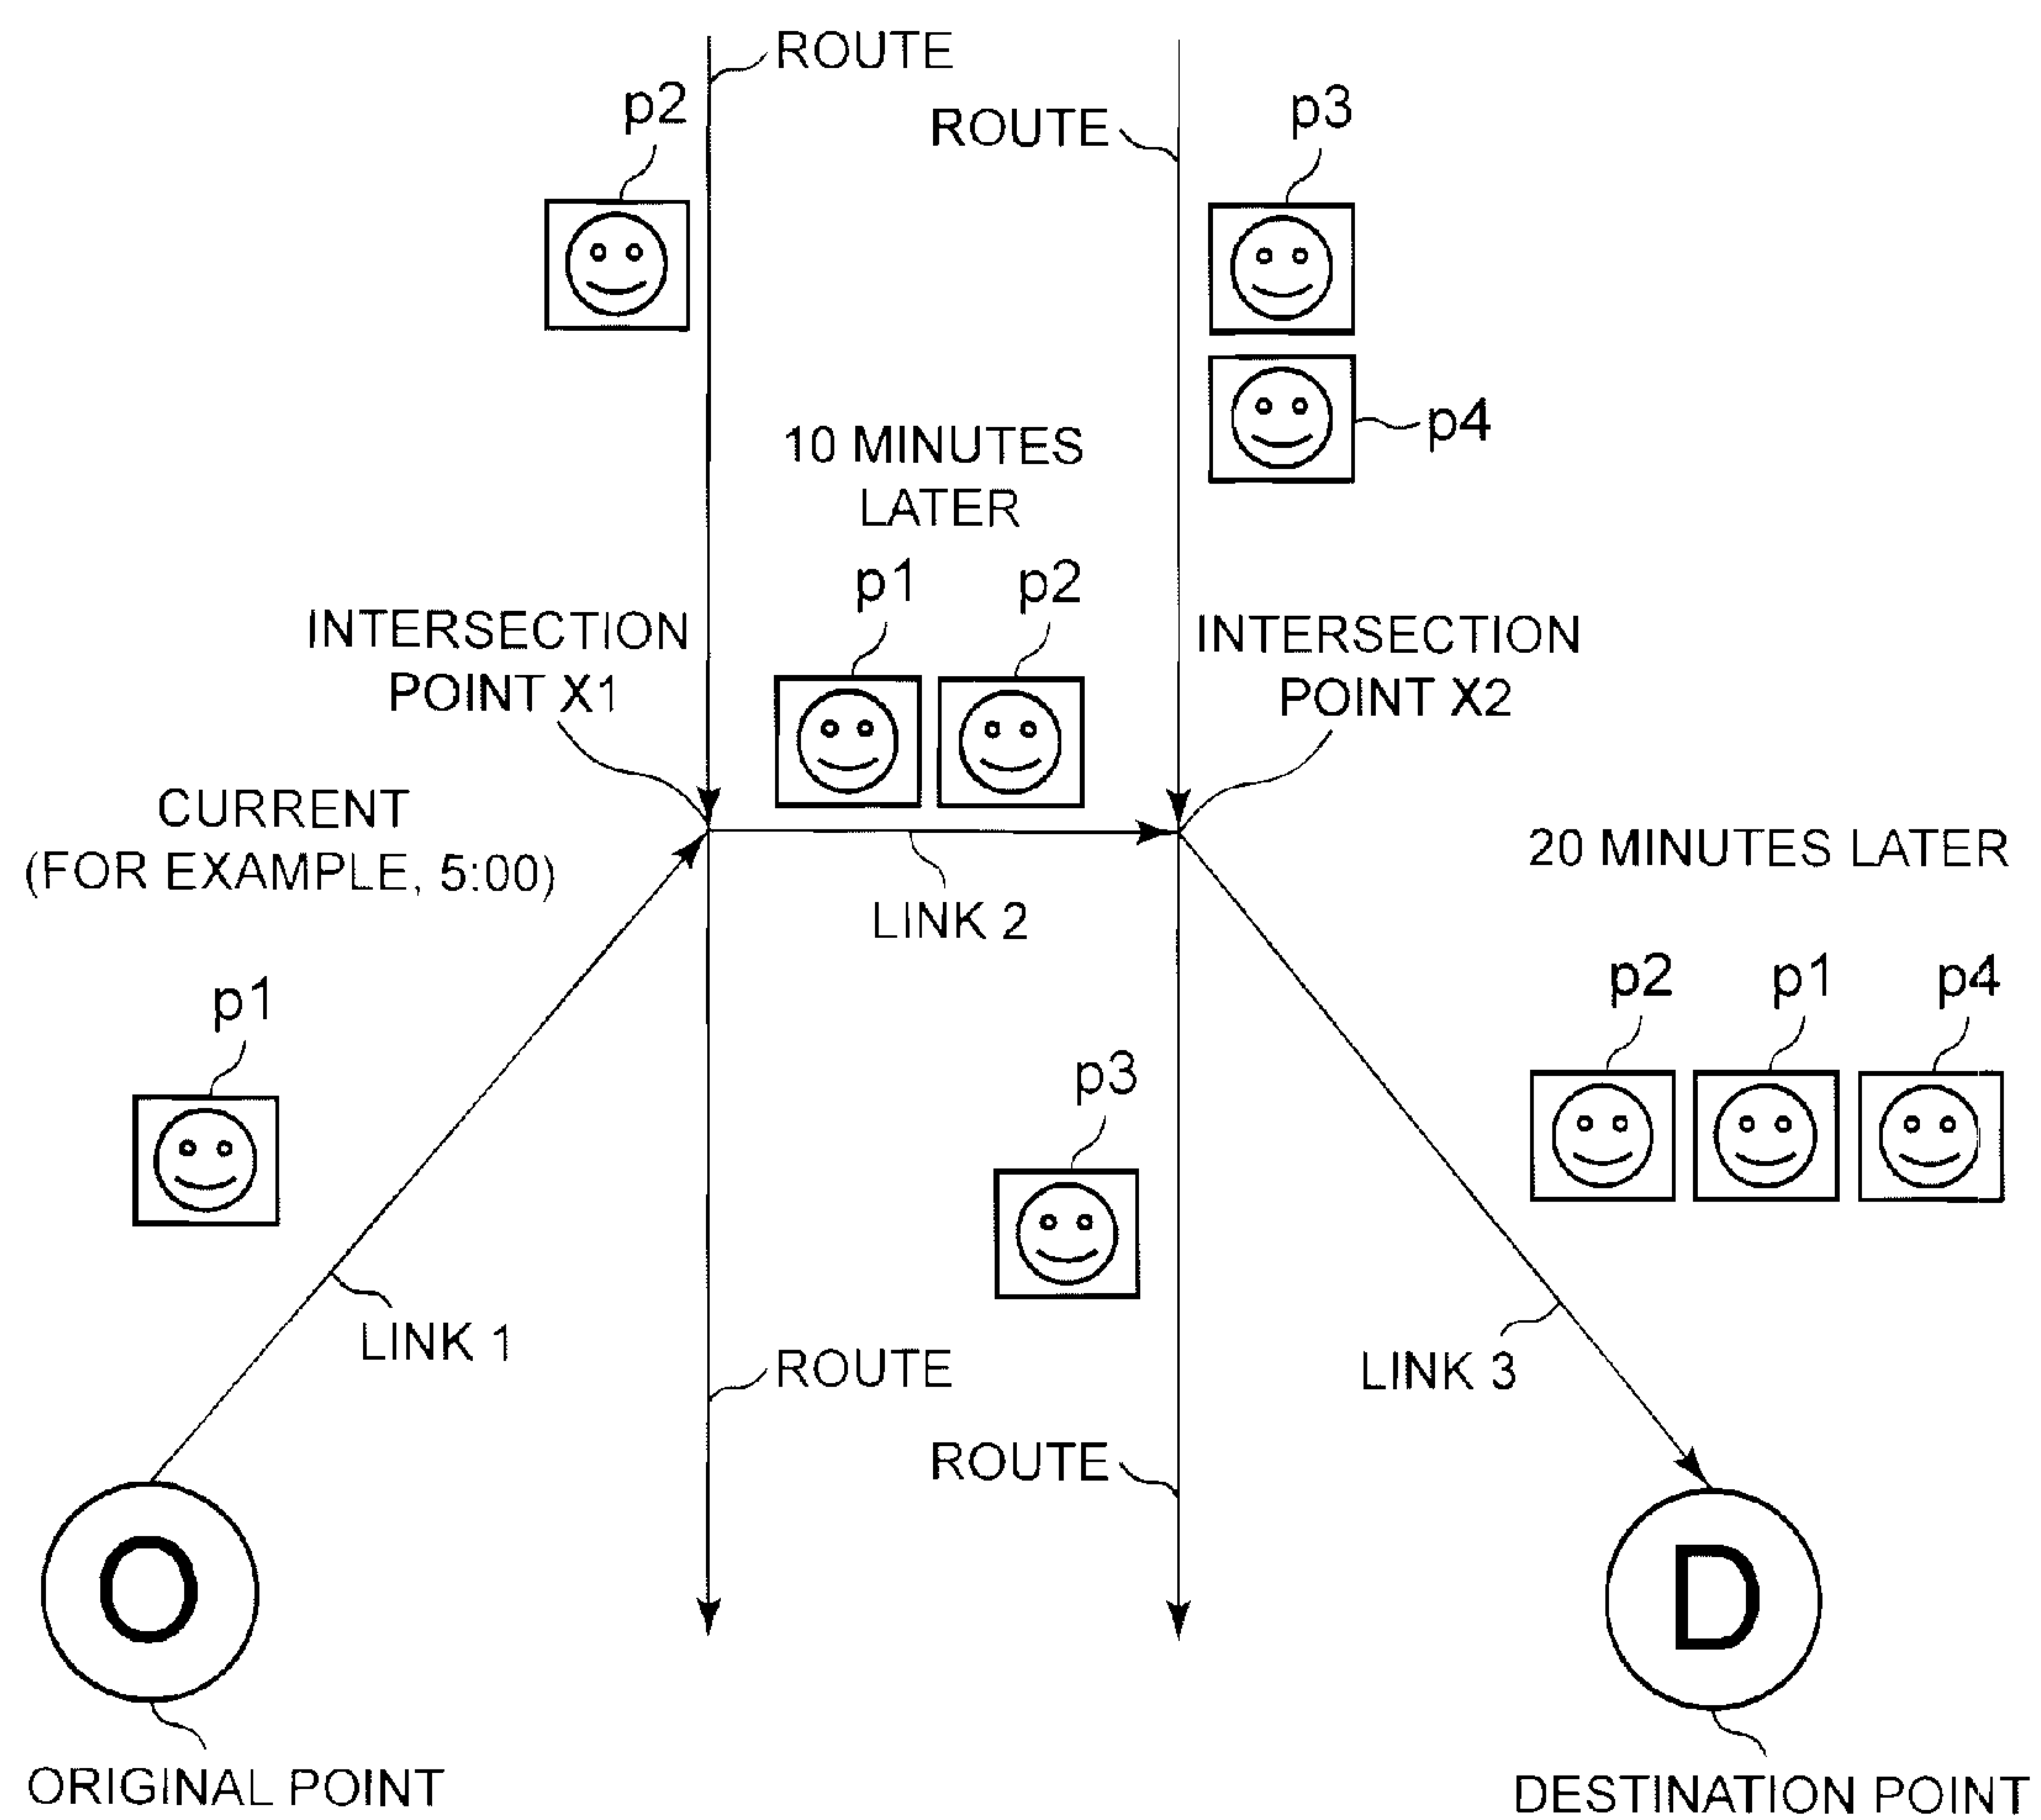 ROUTE
p2
p3
ROUTE
p4
10 MINUTES
LATER
p1
p2
INTERSECTION
POINT X1
INTERSECTION
POINT X2
CURRENT
(FOR EXAMPLE, 5:00)
20 MINUTES LATER
LINK 2
p1
p2
p1
p4
p3
LINK 1
ROUTE
LINK 3
ROUTE
O
D
ORIGINAL POINT
DESTINATION POINT